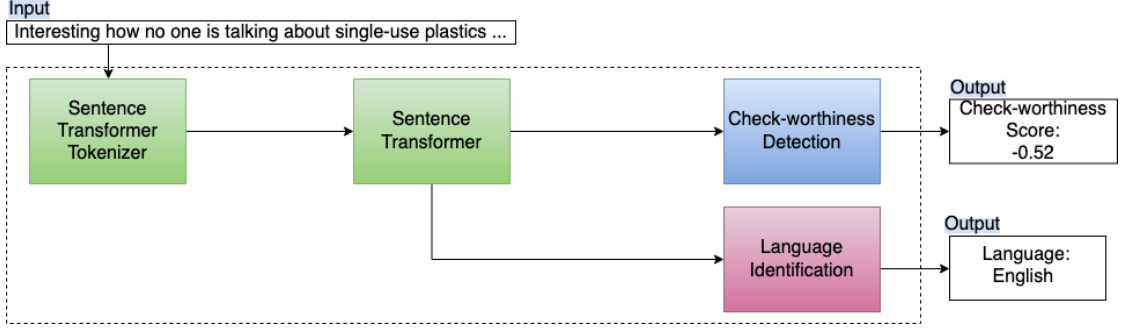 Input
Interesting how no one is talking about single-use plastics ...
Sentence
Transformer
Tokenizer
Sentence
Transformer
Check-worthiness
Detection
Output
Check-worthiness
Score:
-0.52
Language
Identification
Output
Language:
English